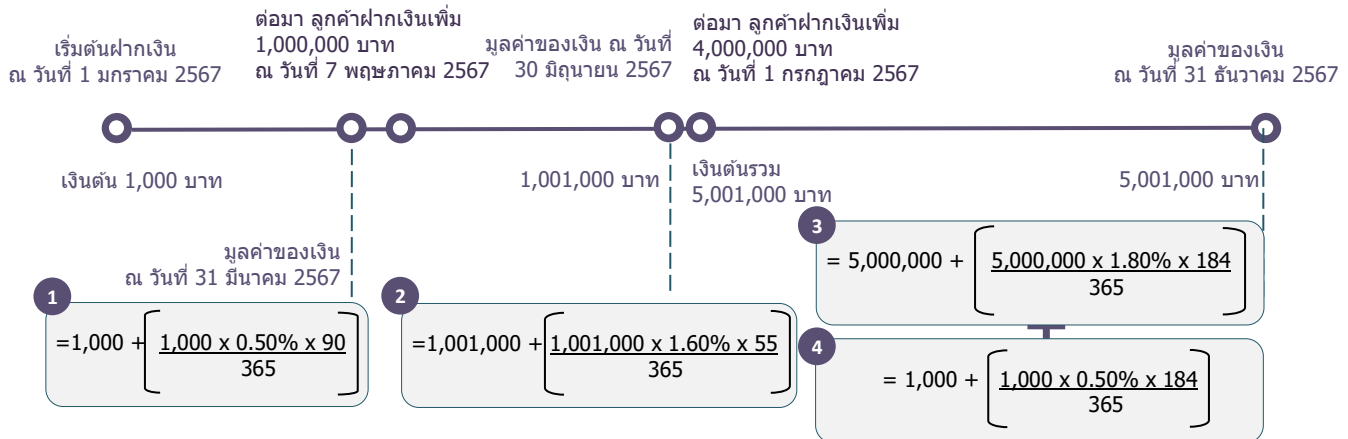 เริ่มต้นฝากเงิน
ณ วันที่ 1 มกราคม 2567
ต่อมา ลูกค้าฝากเงินเพิ่ม
1,000,000 บาท
ณ วันที่ 7 พฤษภาคม 2567
มูลค่าของเงิน ณ วันที่
30 มิถุนายน 2567
ต่อมา ลูกค้าฝากเงินเพิ่ม
4,000,000 บาท
ณ วันที่ 1 กรกฎาคม 2567
มูลค่าของเงิน
ณ วันที่ 31 ธันวาคม 2567
เงินต้น 1,000 บาท
1,001,000 บาท
เงินต้นรวม
5,001,000 บาท
5,001,000 บาท
มูลค่าของเงิน
ณ วันที่ 31 มีนาคม 2567
1
=1,000 + 1,000 x 0.50% x 90
365
2
=1,001,000 + 1,001,000 x 1.60% x 55
365
3
= 5,000,000 + 5,000,000 x 1.80% x 184
365
4
= 1,000 + 1,000 x 0.50% x 184
365